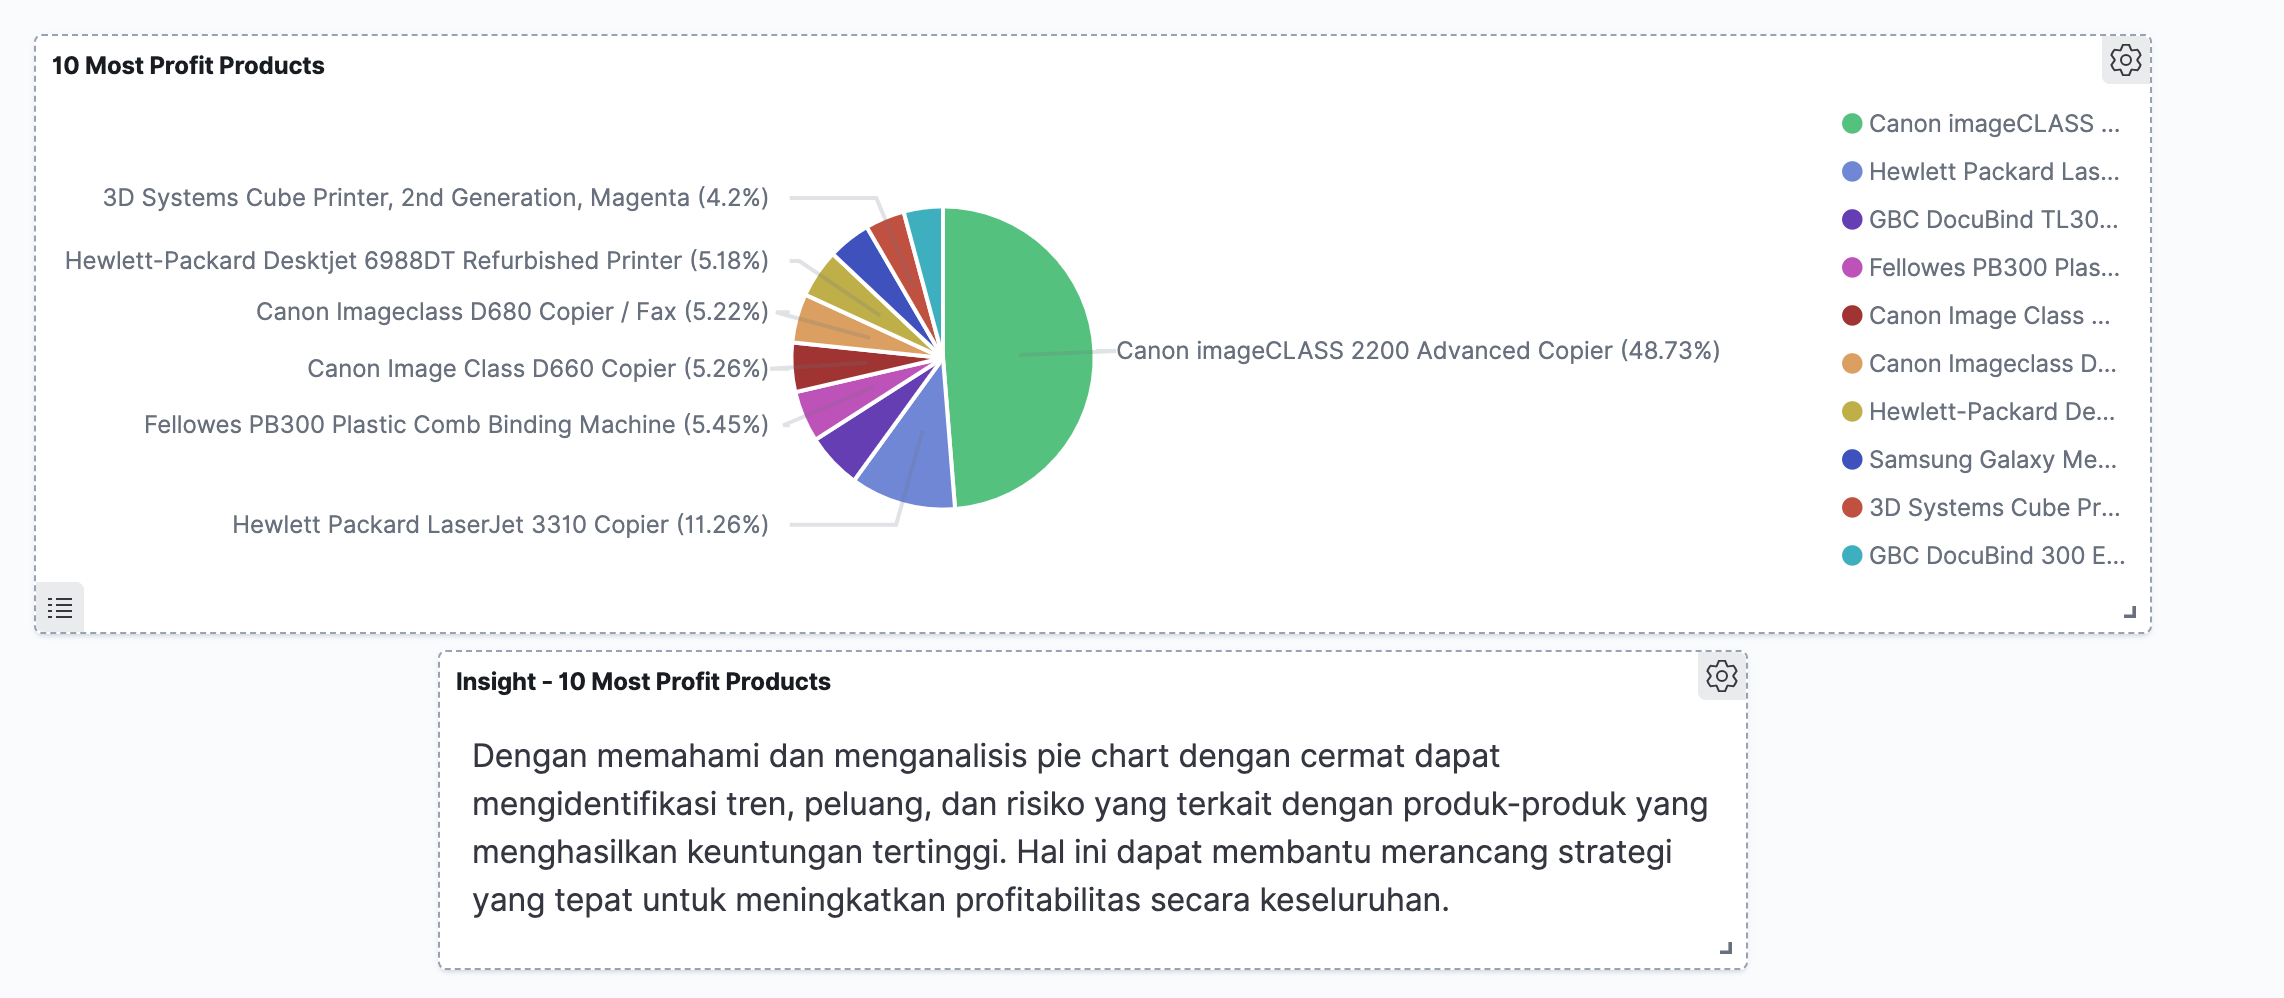 10 Most Profit Products
3D Systems Cube Printer, 2nd Generation, Magenta (4.2%)
Hewlett-Packard Desktjet 6988DT Refurbished Printer (5.18%)
Canon Imageclass D680 Copier / Fax (5.22%)
Canon Image Class D660 Copier (5.26%)
Fellowes PB300 Plastic Comb Binding Machine (5.45%)
Hewlett Packard LaserJet 3310 Copier (11.26%)
Canon imageCLASS 2200 Advanced Copier (48.73%)
Canon imageCLASS ...
Hewlett Packard Las...
GBC DocuBind TL30...
Fellowes PB300 Plas...
Canon Image Class ...
Canon Imageclass D...
Hewlett-Packard De...
Samsung Galaxy Me...
3D Systems Cube Pr...
GBC DocuBind 300 E...
Insight - 10 Most Profit Products
Dengan memahami dan menganalisis pie chart dengan cermat dapat
mengidentifikasi tren, peluang, dan risiko yang terkait dengan produk-produk yang
menghasilkan keuntungan tertinggi. Hal ini dapat membantu merancang strategi
yang tepat untuk meningkatkan profitabilitas secara keseluruhan.